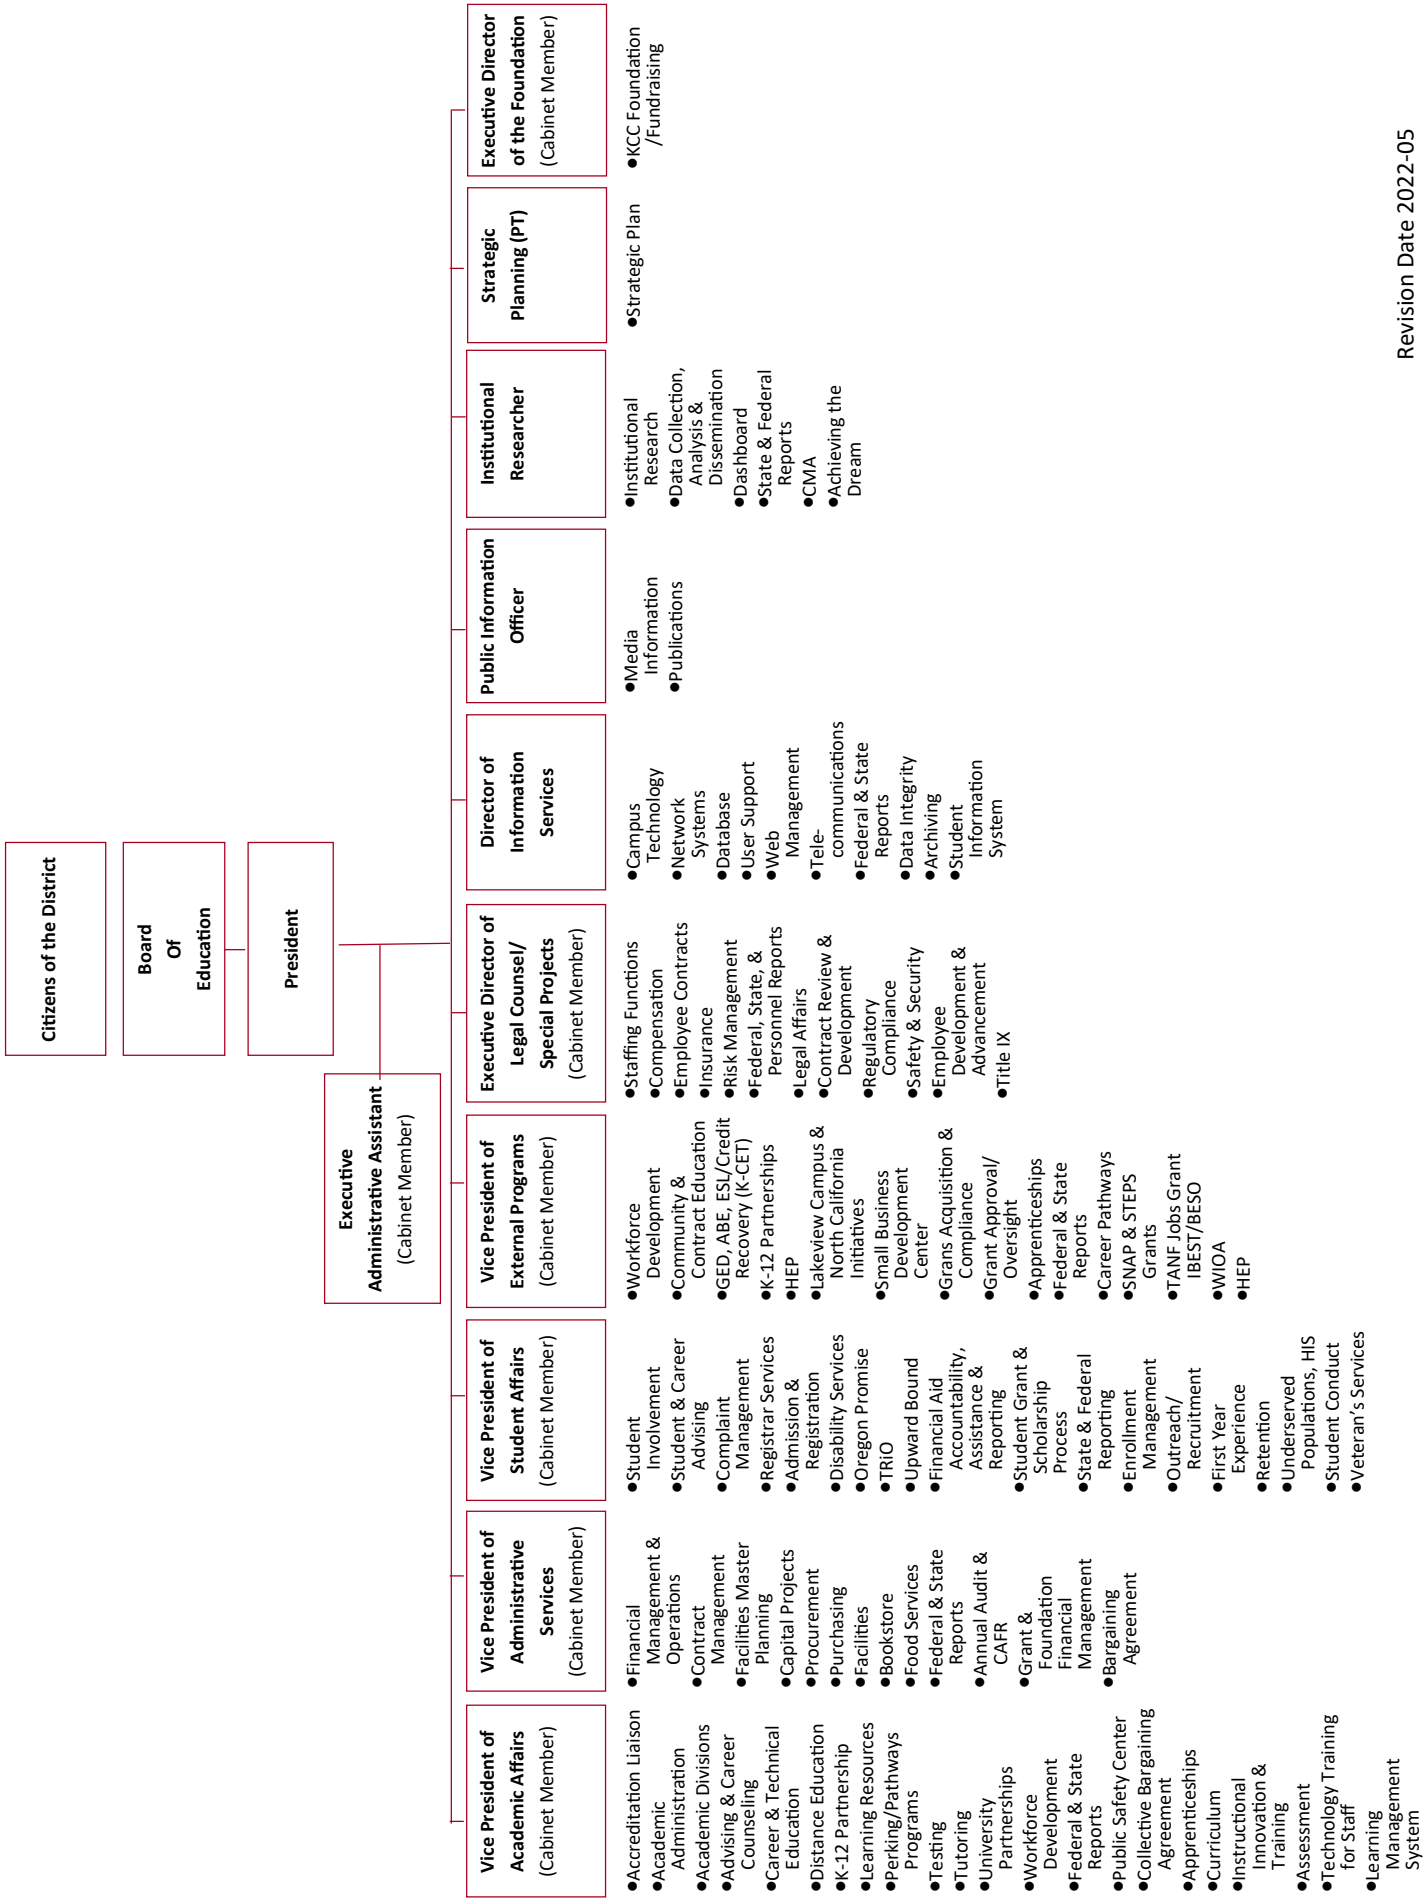 Citizens of the District
Board
Of
Education
President
Executive
Administrative Assistant
(Cabinet Member)
Vice President of
Academic Affairs
(Cabinet Member)
●Accreditation Liaison
●Academic
Administration
●Academic Divisions
●Advising & Career
Counseling
●Career & Technical
Education
●Distance Education
●K-12 Partnership
●Learning Resources
●Perking/Pathways
Programs
●Testing
●Tutoring
●University
Partnerships
●Workforce
Development
●Federal & State
Reports
●Public Safety Center
●Collective Bargaining
Agreement
●Apprenticeships
●Curriculum
●Instructional
Innovation &
Training
●Assessment
●Technology Training
for Staff
●Learning
Management
System
Vice President of
Administrative
Services
(Cabinet Member)
●Financial
Management &
Operations
●Contract
Management
●Facilities Master
Planning
●Capital Projects
●Procurement
●Purchasing
●Facilities
●Bookstore
●Food Services
●Federal & State
Reports
●Annual Audit &
CAFR
●Grant &
Foundation
Financial
Management
●Bargaining
Agreement
Vice President of
Student Affairs
(Cabinet Member)
●Student
Involvement
●Student & Career
Advising
●Complaint
Management
●Registrar Services
●Admission &
Registration
●Disability Services
●Oregon Promise
●TRiO
●Upward Bound
●Financial Aid
Accountability,
Assistance &
Reporting
●Student Grant &
Scholarship
Process
●State & Federal
Reporting
●Enrollment
Management
●Outreach/
Recruitment
●First Year
Experience
●Retention
●Underserved
Populations, HIS
●Student Conduct
●Veteran's Services
Vice President of
External Programs
(Cabinet Member)
●Workforce
Development
●Community &
Contract Education
●GED, ABE, ESL/Credit
Recovery (K-CET)
●K-12 Partnerships
●HEP
●Lakeview Campus &
North California
Initiatives
●Small Business
Development
Center
●Grans Acquisition &
Compliance
●Grant Approval/
Oversight
●Apprenticeships
●Federal & State
Reports
●Career Pathways
●SNAP & STEPS
Grants
●TANF Jobs Grant
IBEST/BESO
●WIOA
●HEP
Executive Director of
Legal Counsel/
Special Projects
(Cabinet Member)
●Staffing Functions
●Compensation
●Employee Contracts
●Insurance
●Risk Management
●Federal, State, &
Personnel Reports
●Legal Affairs
●Contract Review &
Development
●Regulatory
Compliance
●Safety & Security
●Employee
Development &
Advancement
●Title IX
Director of
Information
Services
●Campus
Technology
●Network
Systems
●Database
●User Support
●Web
Management
●Tele-
communications
●Federal & State
Reports
●Data Integrity
●Archiving
●Student
Information
System
Public Information
Officer
●Media
Information
●Publications
Institutional
Researcher
●Institutional
Research
●Data Collection,
Analysis &
Dissemination
●Dashboard
●State & Federal
Reports
●CMA
●Achieving the
Dream
Strategic
Planning (PT)
●Strategic Plan
Executive Director
of the Foundation
(Cabinet Member)
●KCC Foundation
/Fundraising
Revision Date 2022-05